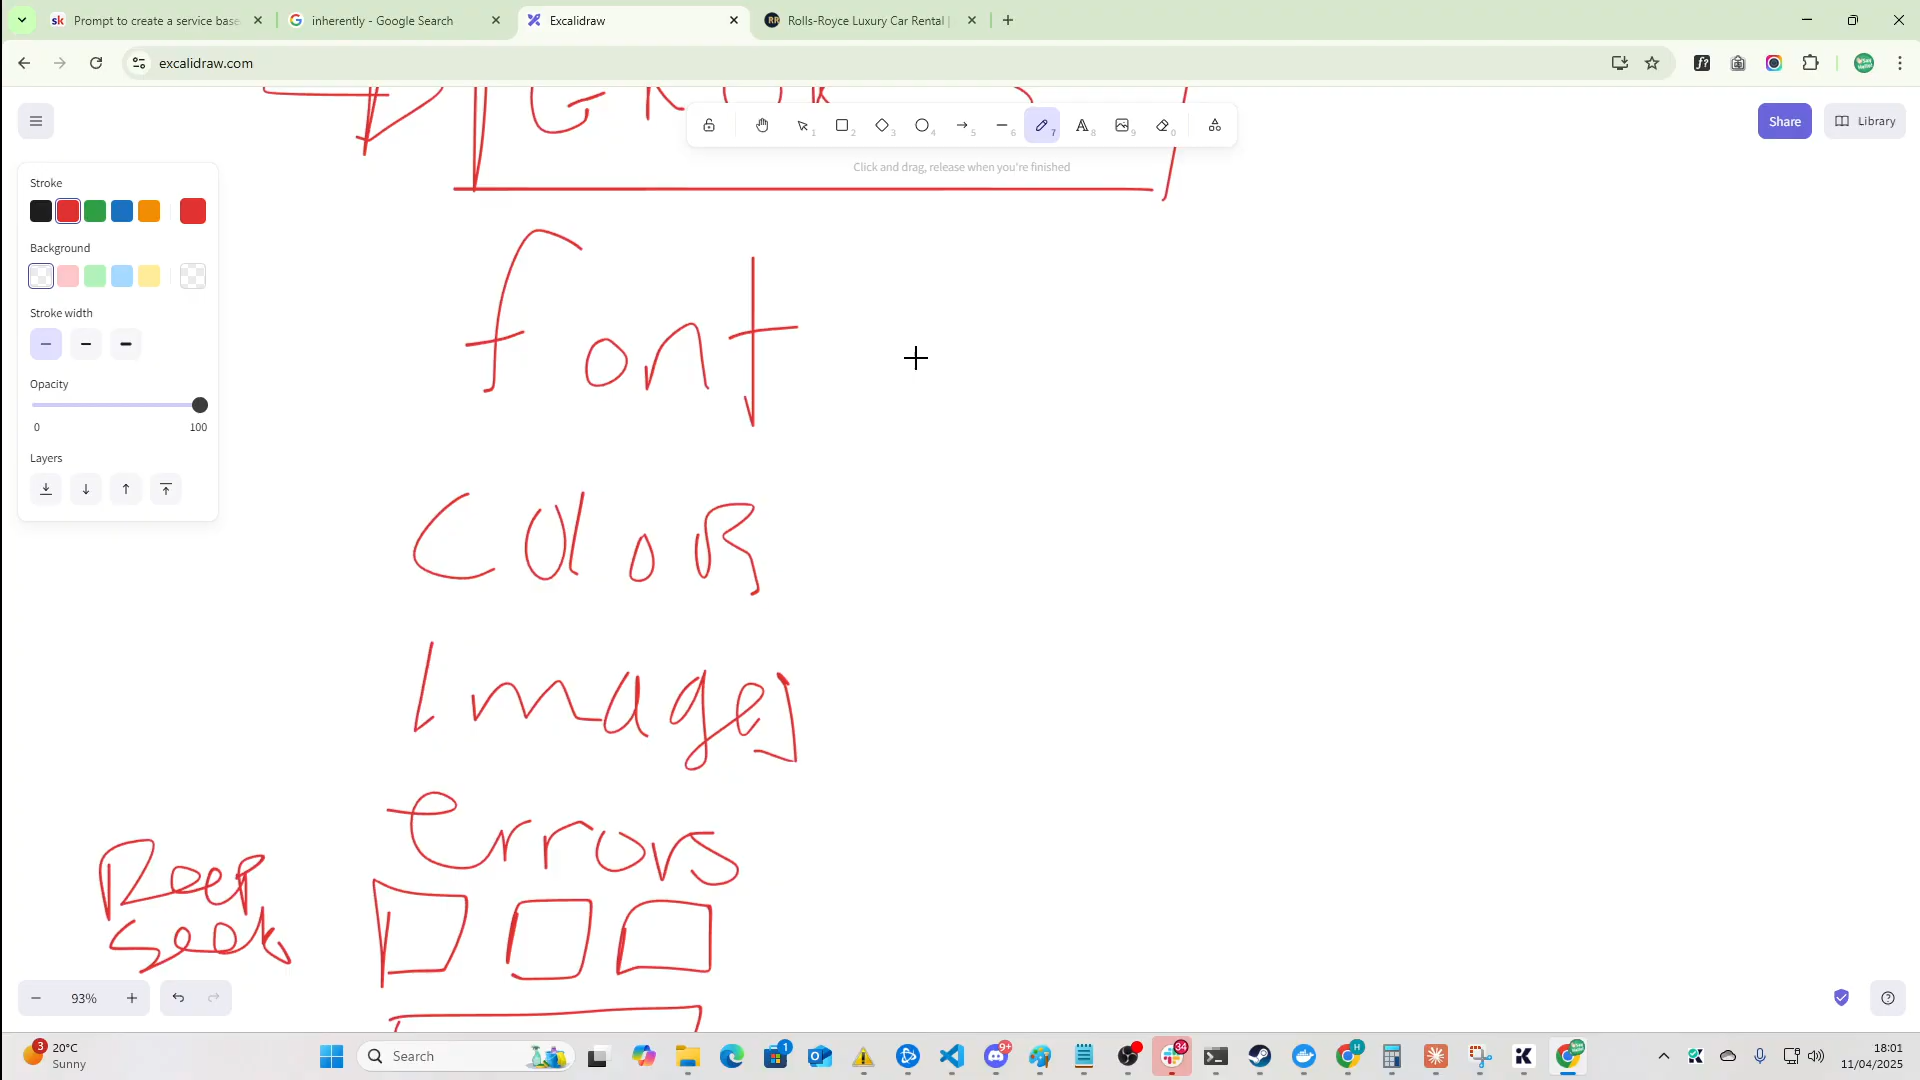 Prompt to create a service base
inherently - Google Search
Excalidraw
RR
Rolls-Royce Luxury Car Rental |
excalidraw.com
Click and drag, release when you're finished
Share
Library
Stroke
Background
Stroke width
Opacity
0 100
Layers
font
COloR
Images
errors
Deep
Seek
93%
20°C
Sunny
Search
18:01
11/04/2025